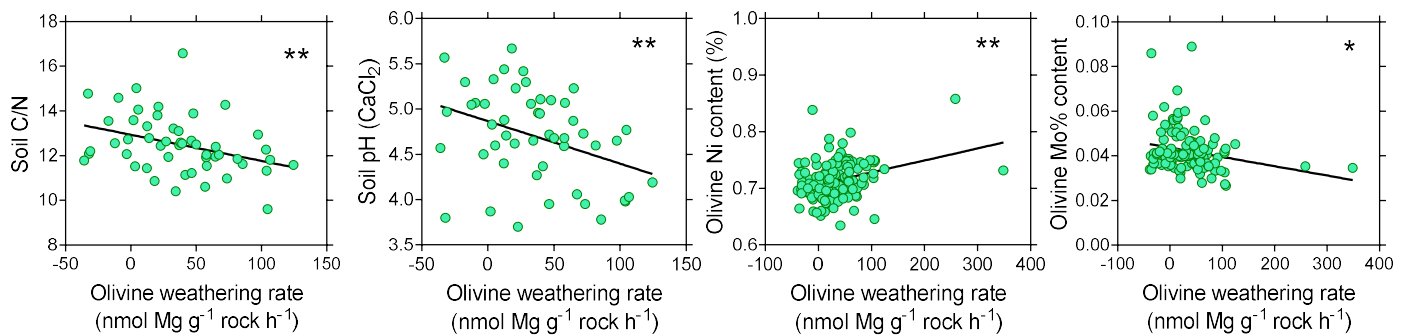 Soil C/N
18
16
14
12
10
8
**
-50 0 50 100 150
Olivine weathering rate
(nmol Mg g⁻¹ rock h⁻¹)
Soil pH (CaCl₂)
6.0
5.5
5.0
4.5
4.0
3.5
**
-50 0 50 100 150
Olivine weathering rate
(nmol Mg g⁻¹ rock h⁻¹)
Olivine Ni content (%)
1.0
0.9
0.8
0.7
0.6
**
-100 0 100 200 300 400
Olivine weathering rate
(nmol Mg g⁻¹ rock h⁻¹)
Olivine Mo% content
0.10
0.08
0.06
0.04
0.02
0.00
*
-100 0 100 200 300 400
Olivine weathering rate
(nmol Mg g⁻¹ rock h⁻¹)